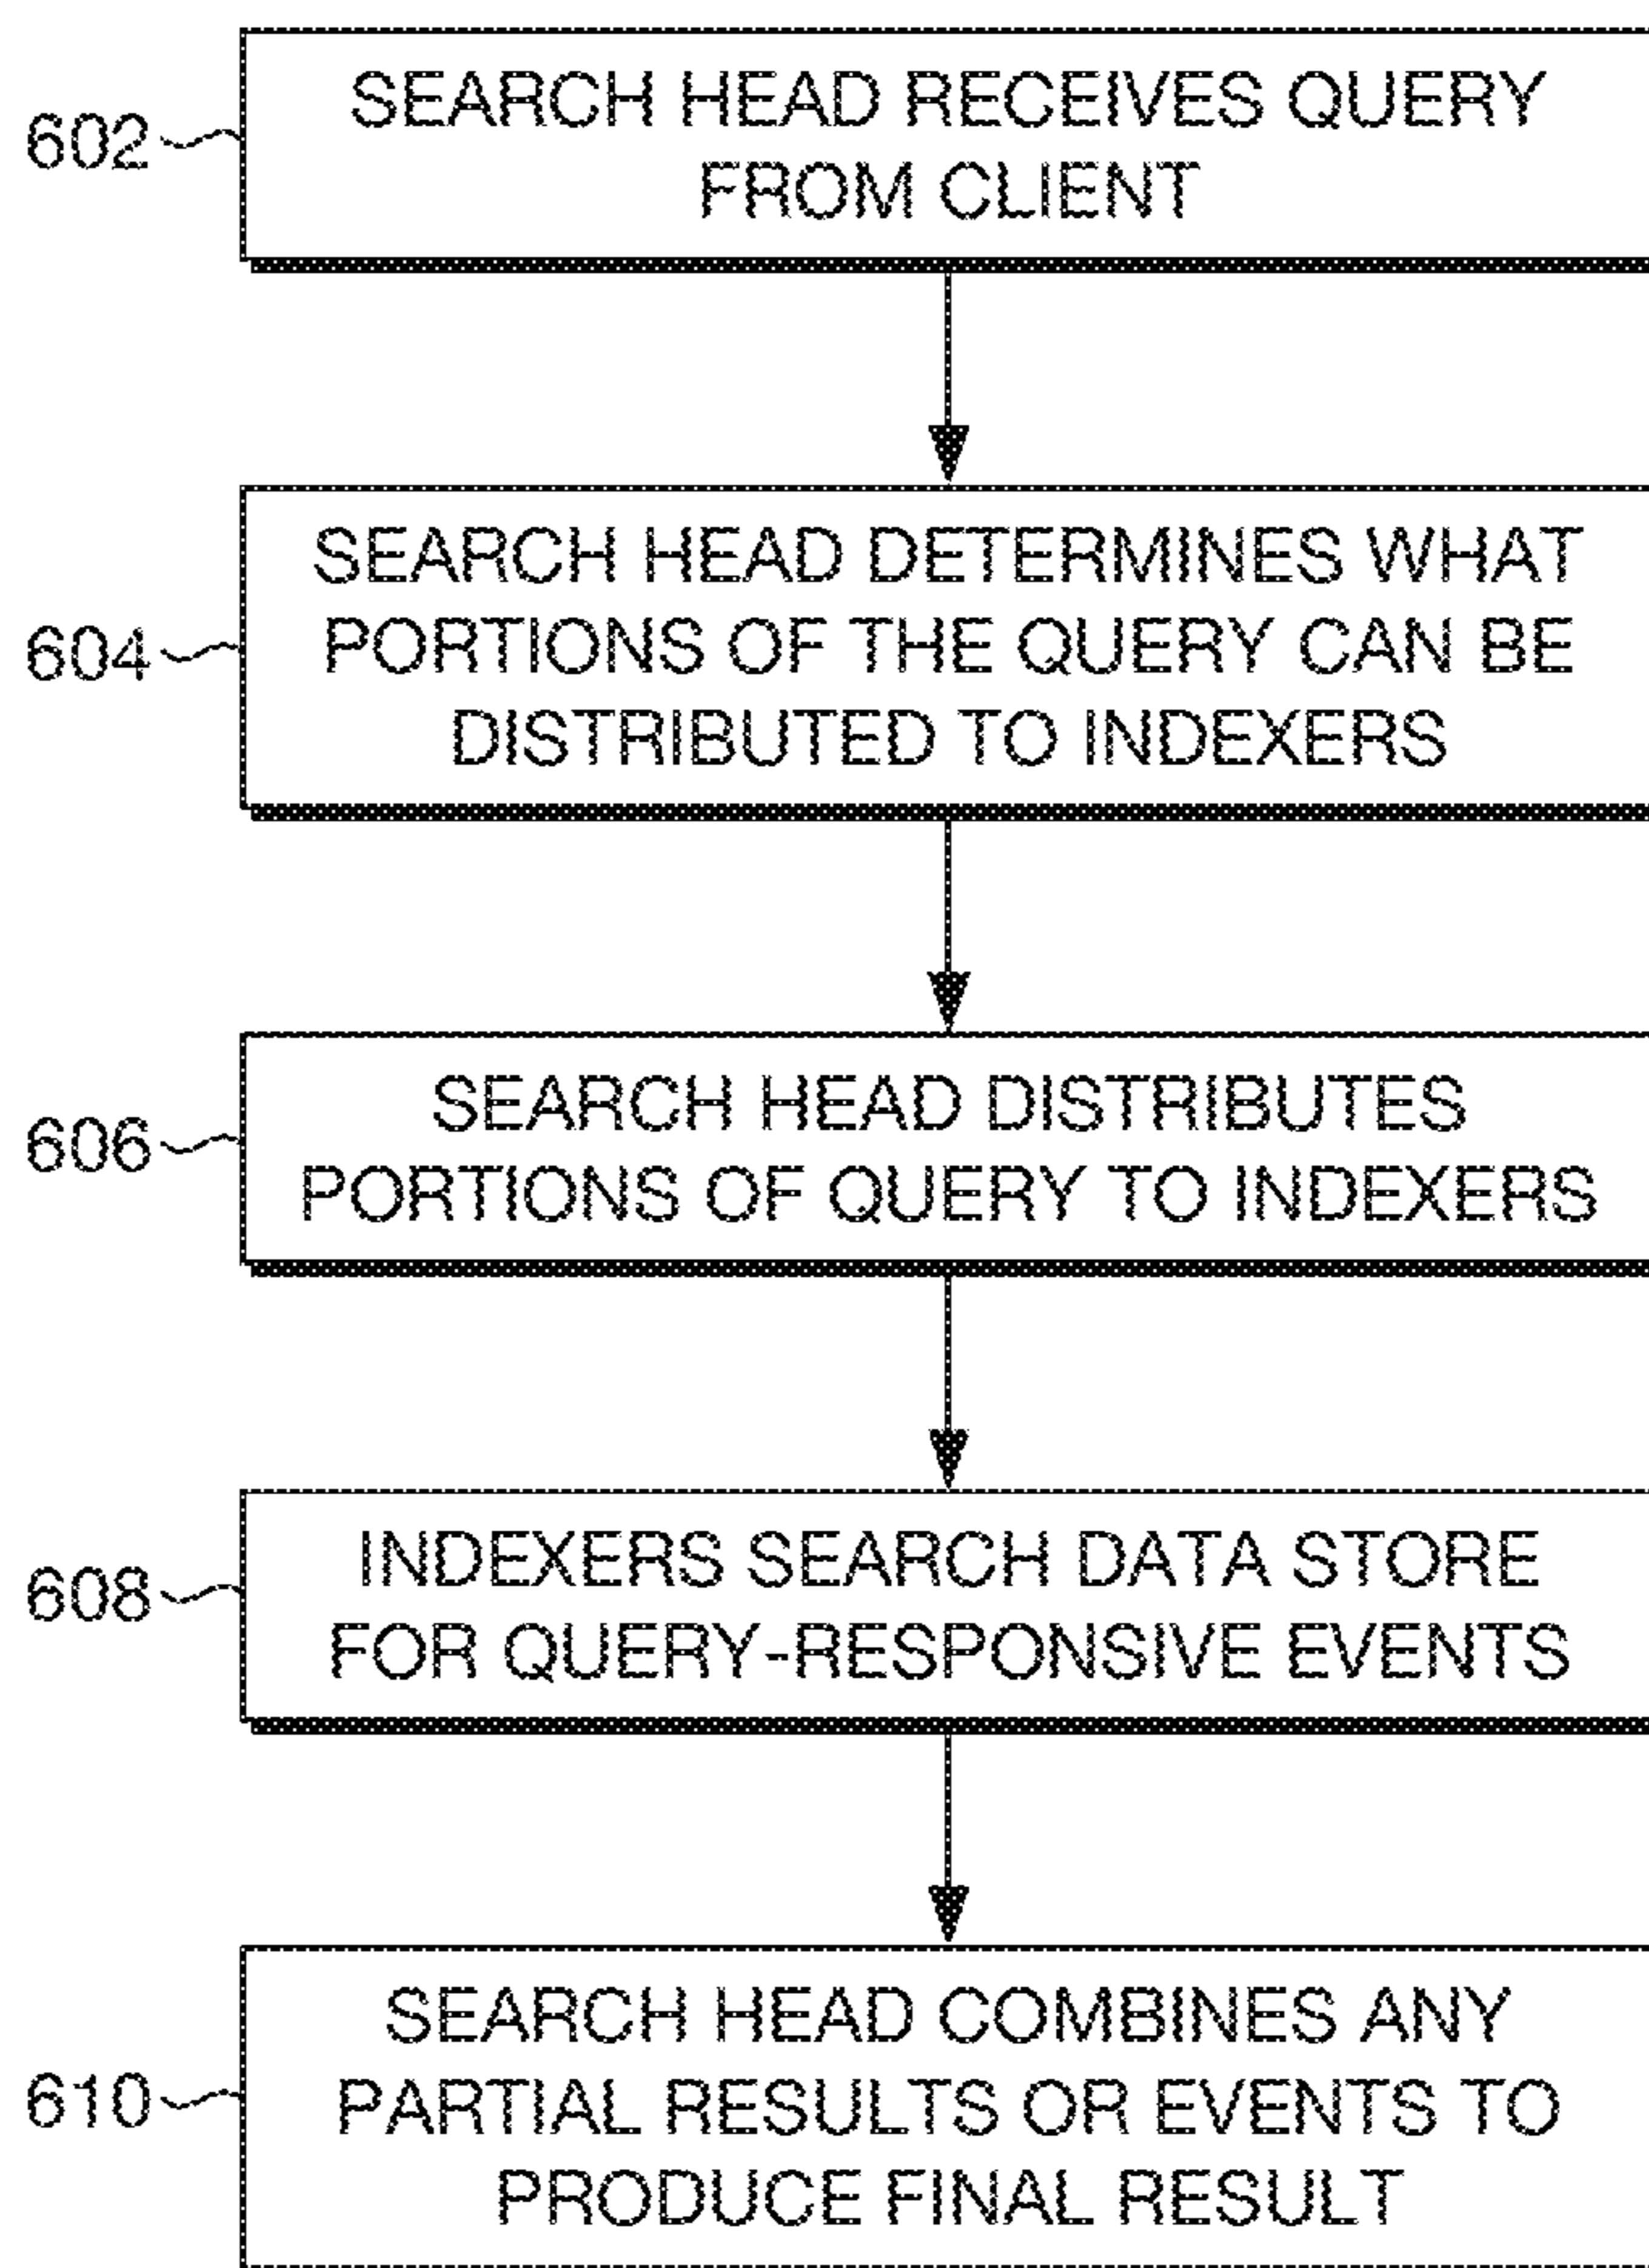 SEARCH HEAD RECEIVES QUERY
602
FROM CLIENT
SEARCH HEAD DETERMINES WHAT
604
PORTIONS OF THE QUERY CAN BE
DISTRIBUTED TO INDEXERS
SEARCH HEAD DISTRIBUTES
606
PORTIONS OF QUERY TO INDEXERS
INDEXERS SEARCH DATA STORE
608
FOR QUERY-RESPONSIVE EVENTS
SEARCH HEAD COMBINES ANY
610
PARTIAL RESULTS OR EVENTS TO
PRODUCE FINAL RESULT